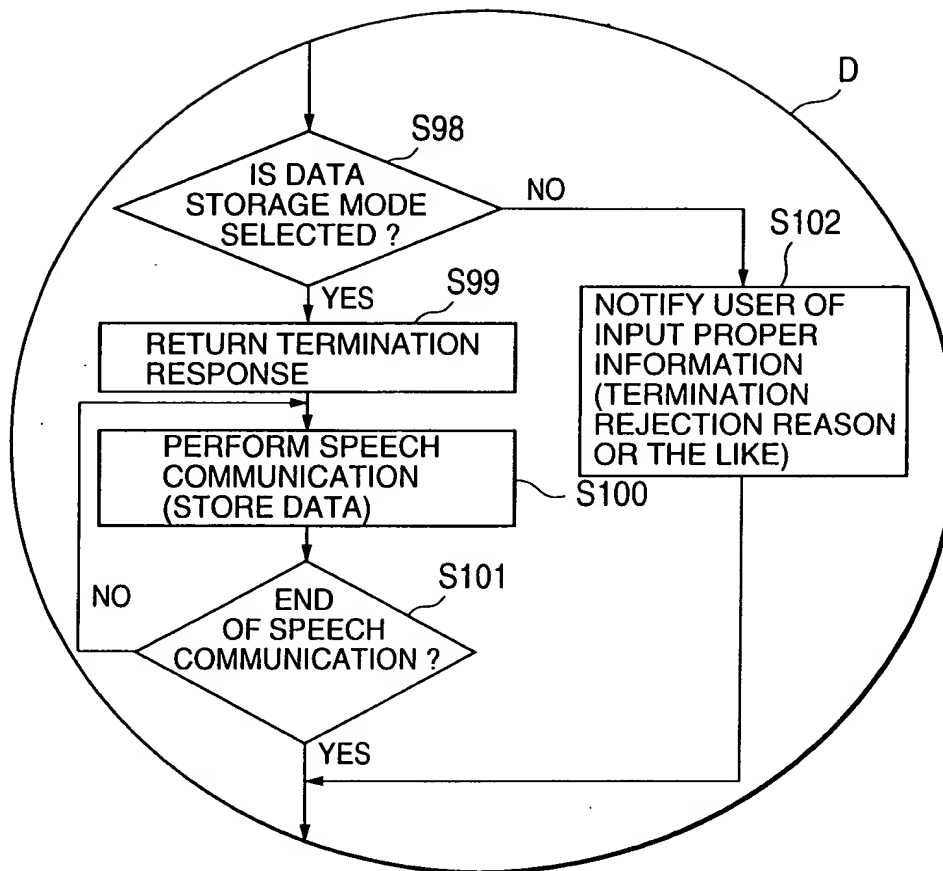 D
S98
IS DATA
STORAGE MODE
SELECTED ?
NO
YES
S99
RETURN TERMINATION
RESPONSE
S102
NOTIFY USER OF
INPUT PROPER
INFORMATION
(TERMINATION
REJECTION REASON
OR THE LIKE)
PERFORM SPEECH
COMMUNICATION
(STORE DATA)
S100
S101
NO
END
OF SPEECH
COMMUNICATION ?
YES